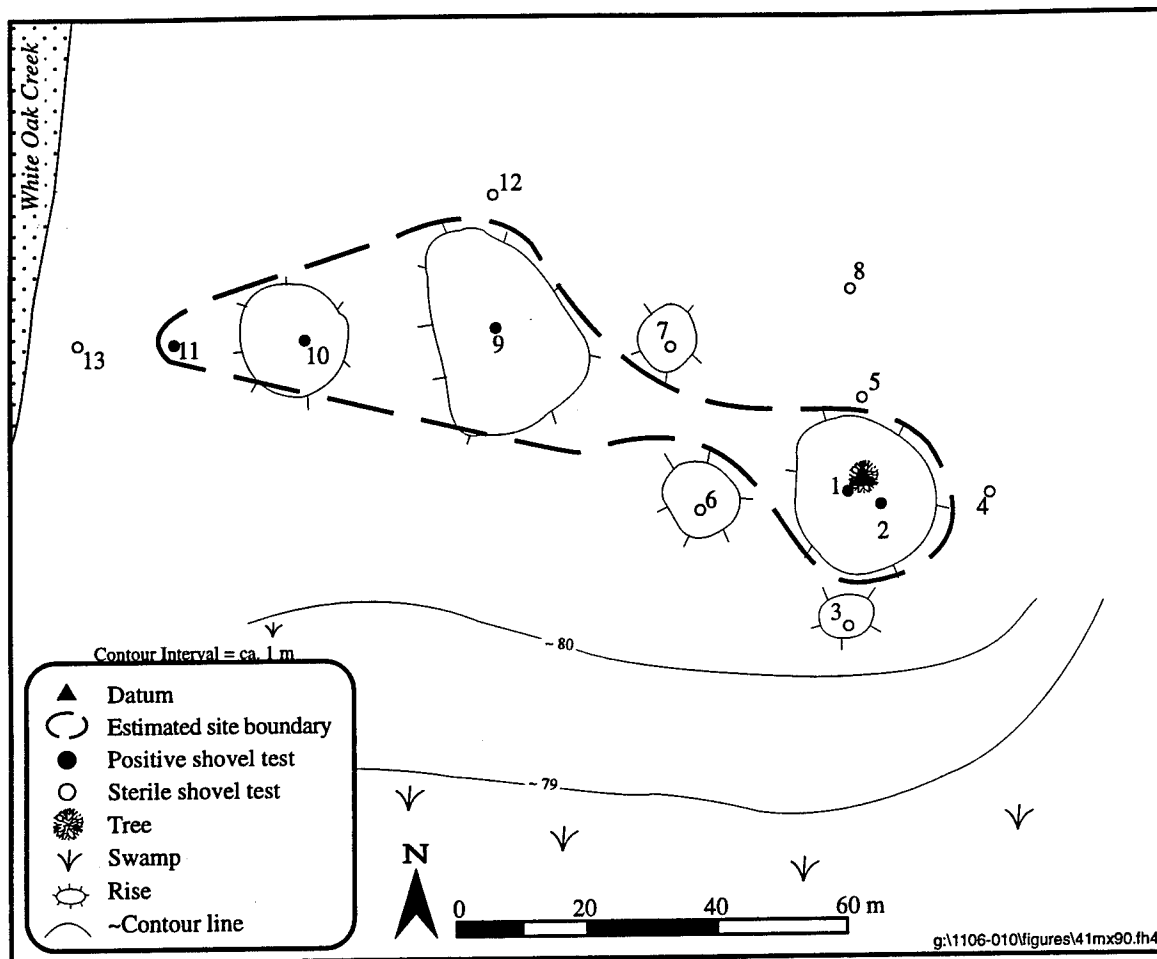 White Oak Creek
12
8
7
11
10
9
13
5
1
2
4
6
3
~ 80
Contour Interval = ca. 1 m
Datum
Estimated site boundary
Positive shovel test
Sterile shovel test
Tree
Swamp
Rise
~Contour line
~ 79
N
0 20 40 60 m
g:\1106-010\figures\41mx90.fh4